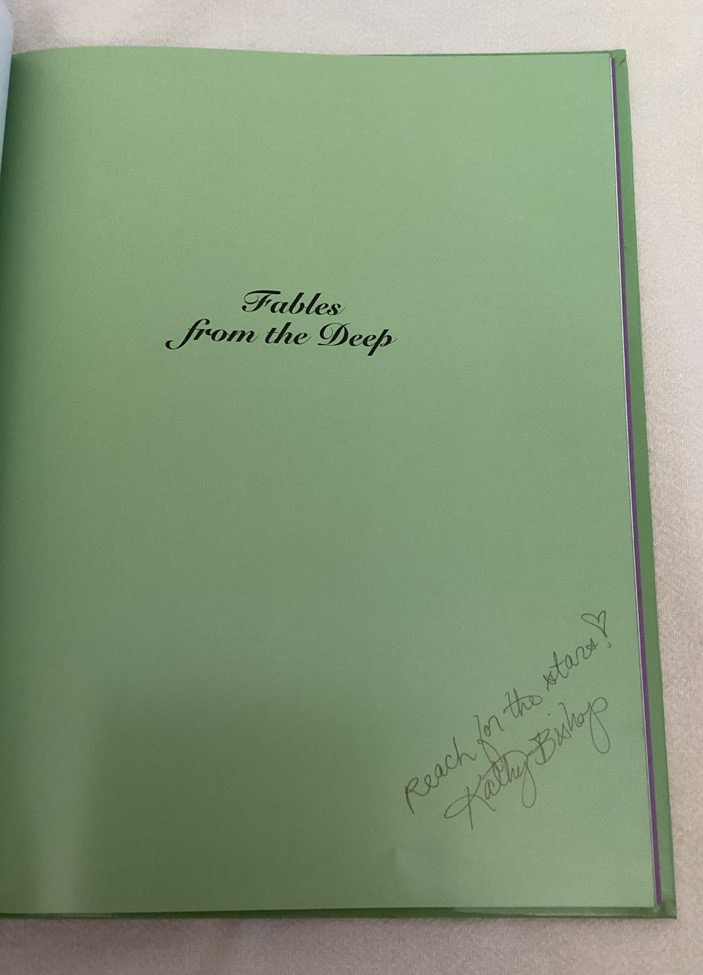 Fables
from the Deep
Reach for the stars!
Kathy Bishop